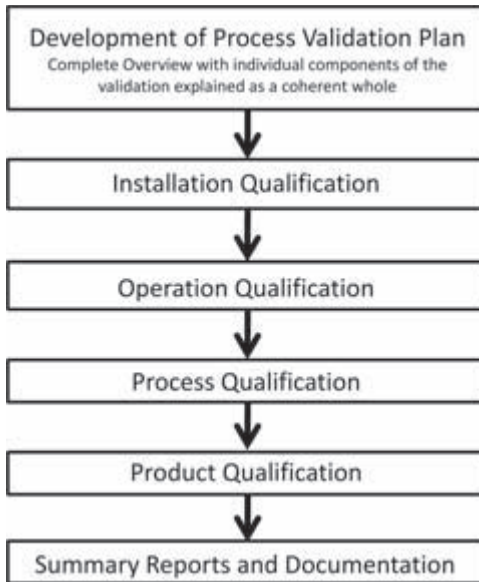 Development of Process Validation Plan
Complete Overview with individual components of the
validation explained as a coherent whole
Installation Qualification
Operation Qualification
Process Qualification
Product Qualification
Summary Reports and Documentation